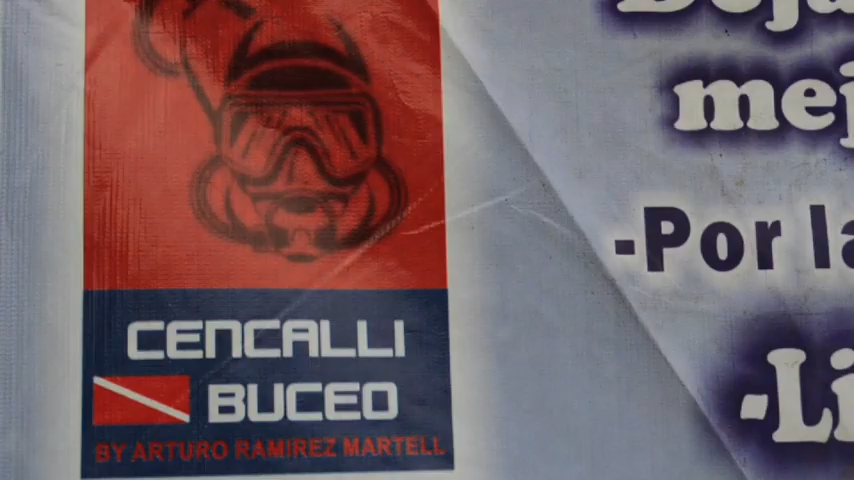 CENCALLI
BUCEO
BY ARTURO RAMIREZ MARTELL
mej
-Por la
-Li